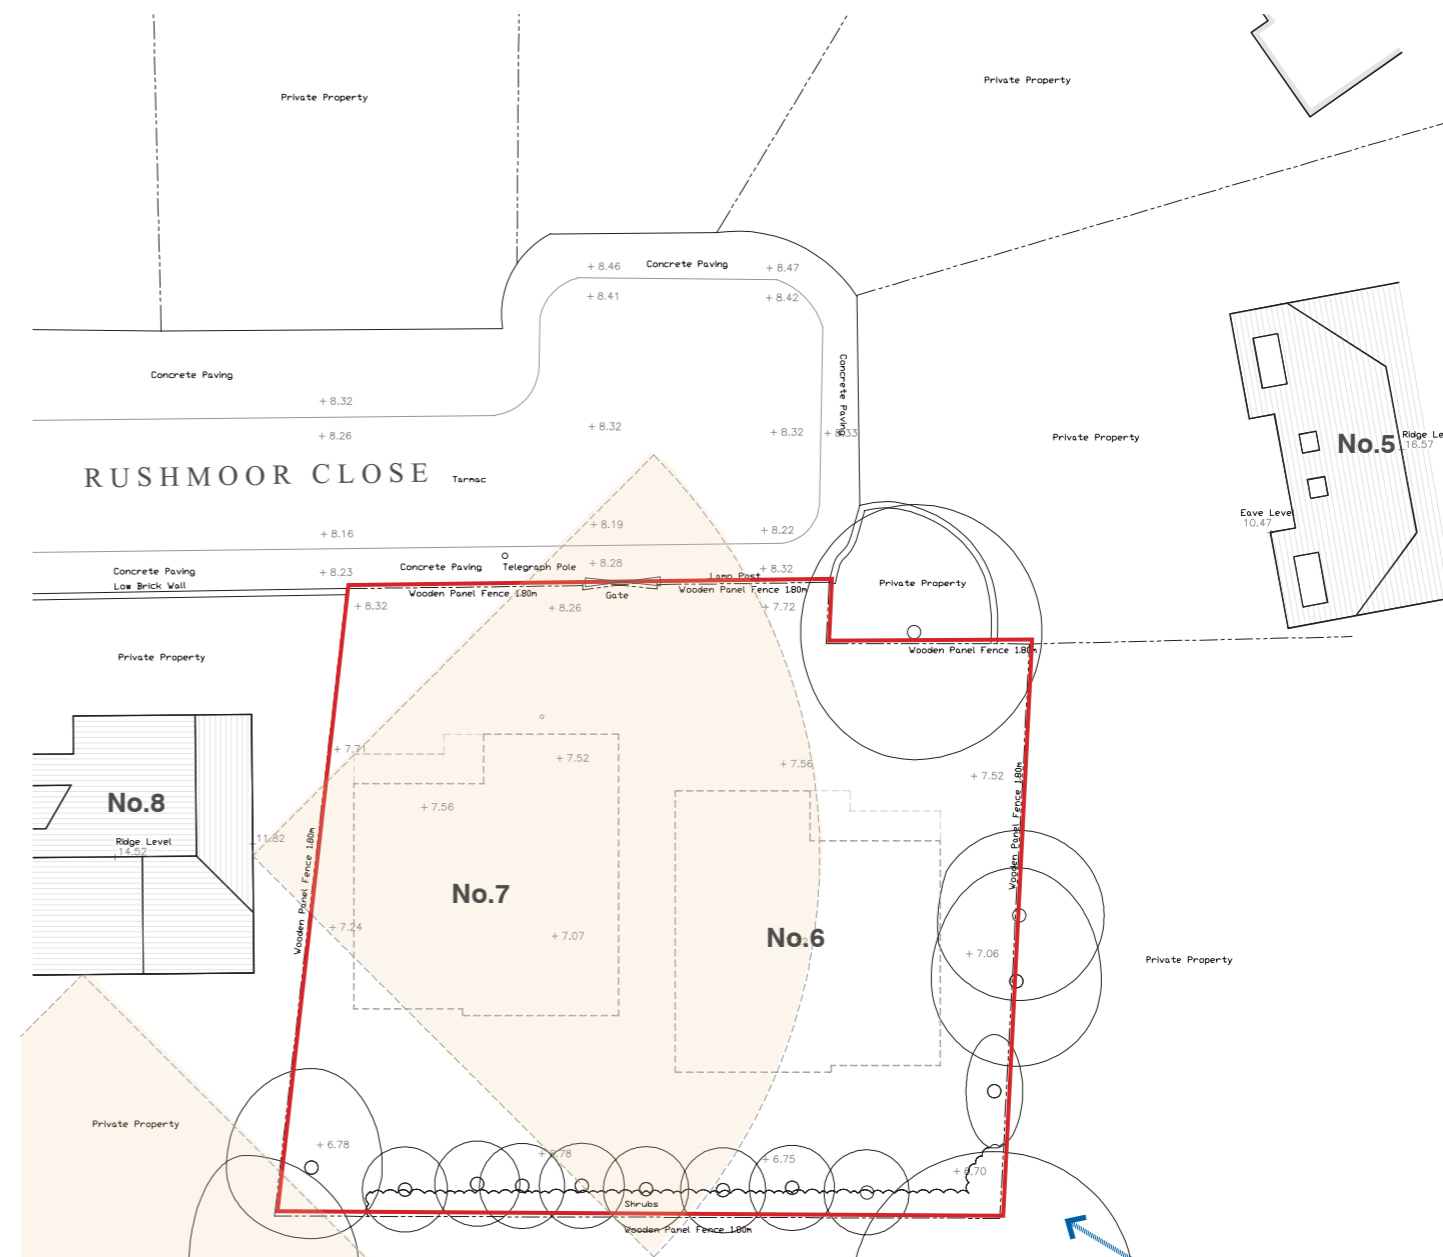 Private Property
Private Property
+ 8.46
Concrete Paving
+ 8.47
+ 8.41
+ 8.42
Concrete Paving
Concrete Paving
+ 8.32
+ 8.26
+ 8.32
+ 8.32
+ 8.33
Private Property
No.5
Ridge Le
16.57
RUSHMOOR CLOSE
Tarmac
Eave Level
10.47
+ 8.16
+ 8.19
+ 8.22
Concrete Paving
Low Brick Wall
+ 8.23
Concrete Paving
Telegraph Pole
+ 8.28
Lamp Post
+ 8.32
Private Property
Wooden Panel Fence 1.80m
Gate
Wooden Panel Fence 1.80m
+ 8.32
+ 8.26
+ 7.72
Private Property
Wooden Panel Fence 1.80m
+ 7.71
+ 7.52
+ 7.56
+ 7.52
No.8
+ 7.56
Wooden Panel Fence 1.80m
Ridge Level
14.52
11.82
Wooden Panel Fence 1.80m
No.7
No.6
+ 7.24
+ 7.07
+ 7.06
Private Property
Private Property
+ 6.78
+ 6.75
+ 6.70
Shrubs
Wooden Panel Fence 1.80m